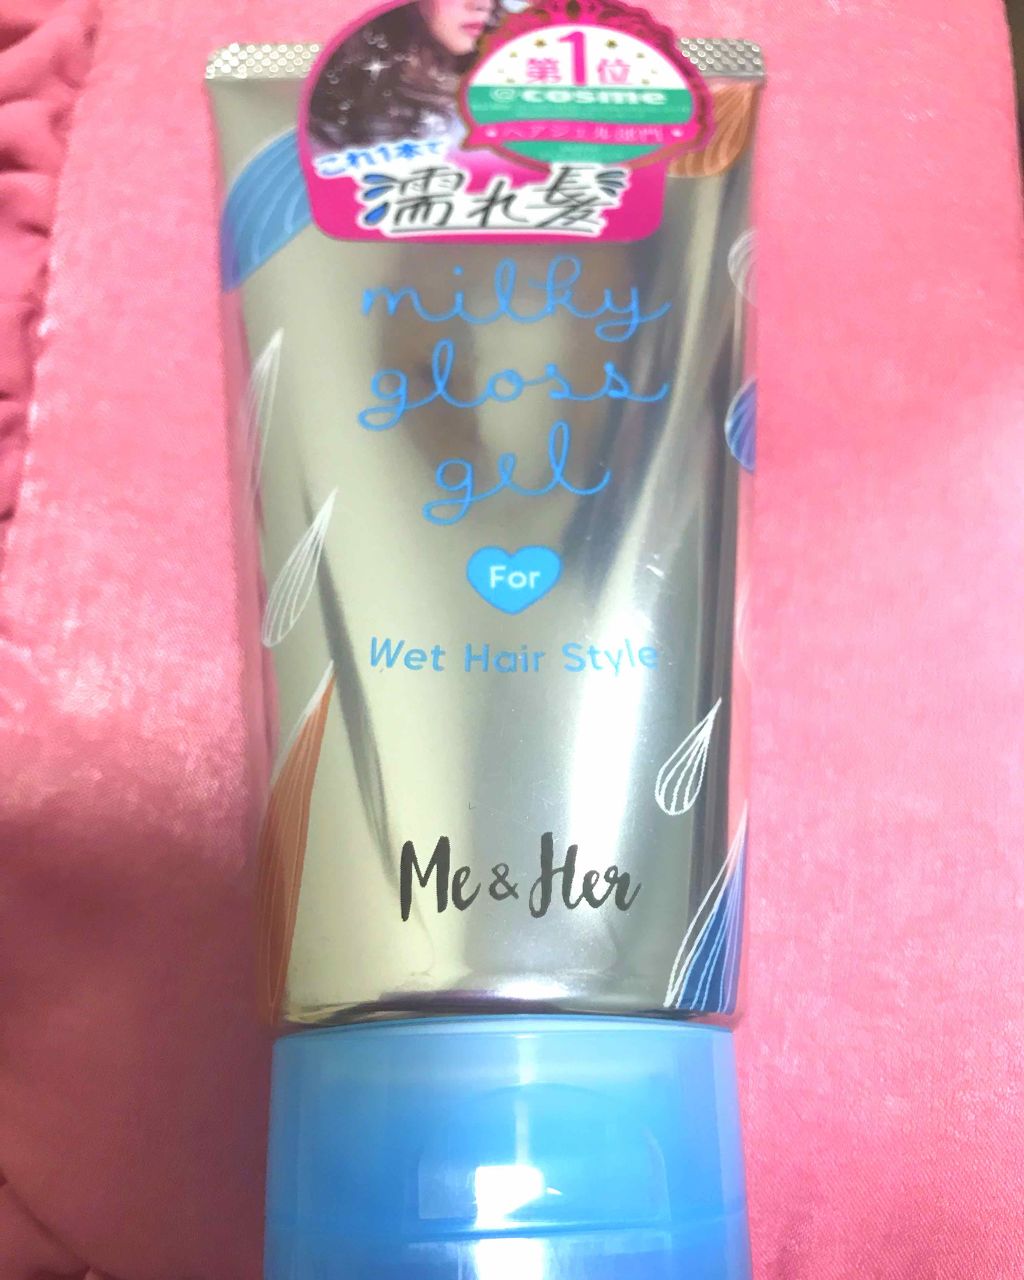 第1位
@cosme
ヘアジェル部門
これ1本で
濡れ髪
milky
gloss
gel
For
Wet Hair Style
Me & Her